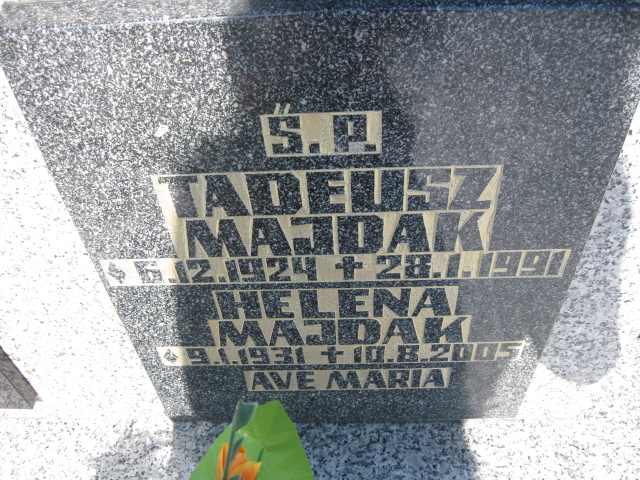 Ś.P.
TADEUSZ
MAJDAK
* 6.12.1924 + 28.1.1991
HELENA
MAJDAK
* 9.1.1931 + 10.8.2005
AVE MARIA